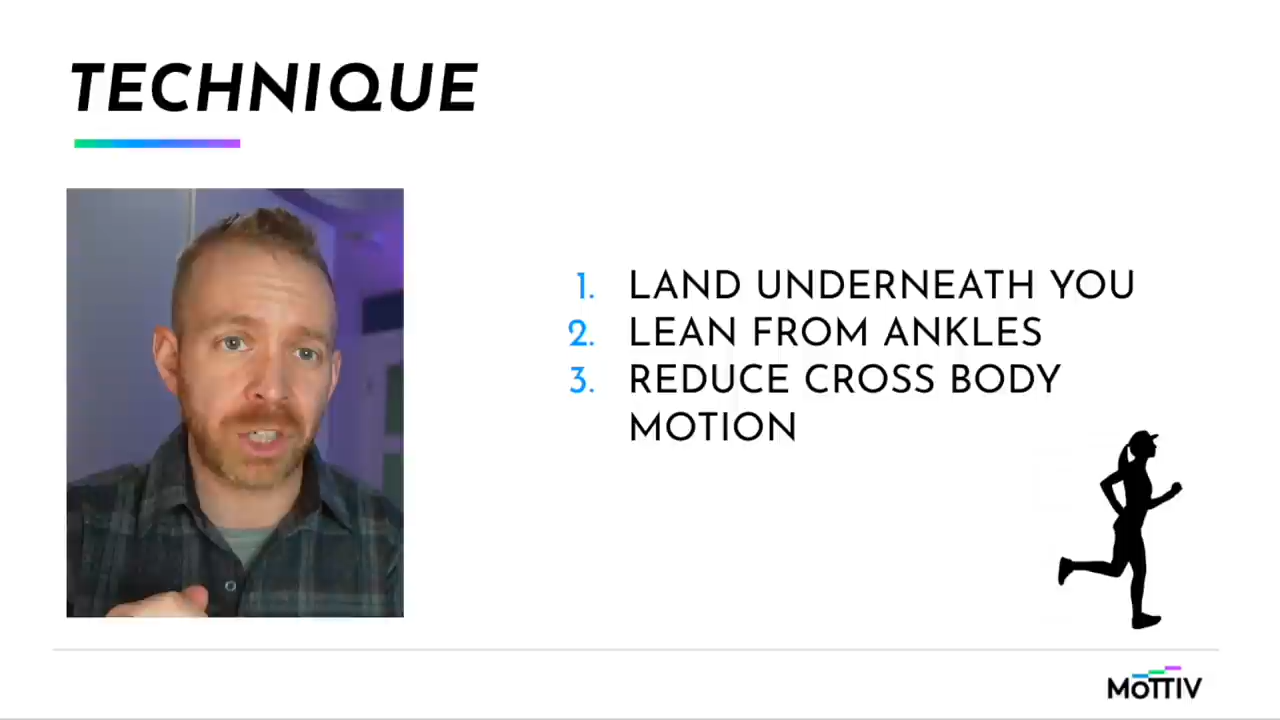 TECHNIQUE
1. LAND UNDERNEATH YOU
2. LEAN FROM ANKLES
3. REDUCE CROSS BODY
MOTION
MOTTIV